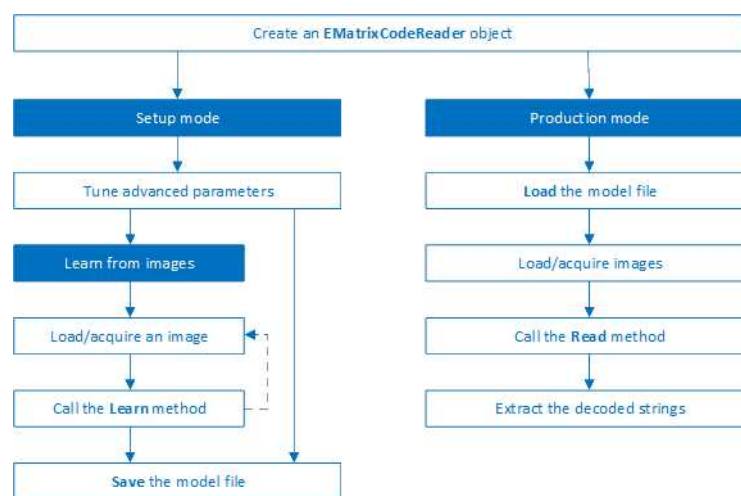 Create an EMatrixCodeReader object
Setup mode
Tune advanced parameters
Learn from images
Load/acquire an image
Call the Learn method
Save the model file
Production mode
Load the model file
Load/acquire images
Call the Read method
Extract the decoded strings